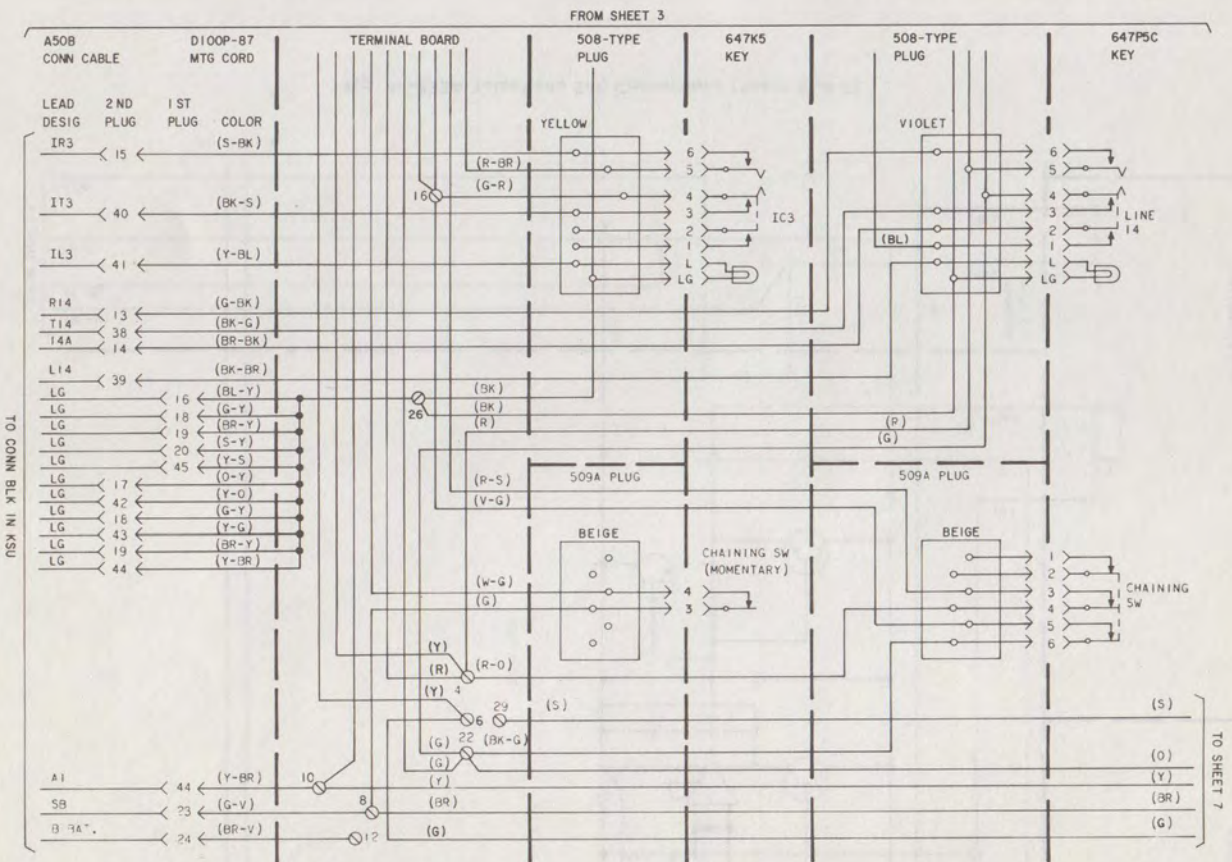 FROM SHEET 3
A50B CONN CABLE
D100P-87 MTG CORD
TERMINAL BOARD
508-TYPE PLUG
647K5 KEY
508-TYPE PLUG
647P5C KEY
LEAD DESIG
2ND PLUG
1ST PLUG
COLOR
YELLOW
VIOLET
IR3 15 (S-BK)
(R-BR)
6
5
6
5
IT3 40 (BK-S)
16
(G-R)
4
3
2
1
IC3
4
3
2
1
LINE 14
(BL)
IL3 41 (Y-BL)
L
LG
L
LG
R14 13 (G-BK)
T14 38 (BK-G)
14A 14 (BR-BK)
L14 39 (BK-BR)
LG 16 (BL-Y)
26
(BK)
(BK)
(R)
(R)
(G)
LG 18 (G-Y)
LG 19 (BR-Y)
LG 20 (S-Y)
LG 45 (Y-S)
LG 17 (O-Y)
LG 42 (Y-O)
LG 18 (G-Y)
LG 43 (Y-G)
LG 19 (BR-Y)
LG 44 (Y-BR)
TO CONN BLK IN KSU
509A PLUG
509A PLUG
(R-S)
(V-G)
BEIGE
BEIGE
CHAINING SW (MOMENTARY)
(W-G)
(G)
4
3
1
2
3
4
5
6
CHAINING SW
(Y)
(R)
4
(R-O)
(Y)
6
29
(S)
(S)
(G)
22
(BK-G)
(G)
(O)
A1 44 (Y-BR)
10
(Y)
(Y)
SB 23 (G-V)
8
(BR)
(BR)
24 (BR-V)
12
(G)
(G)
TO SHEET 7